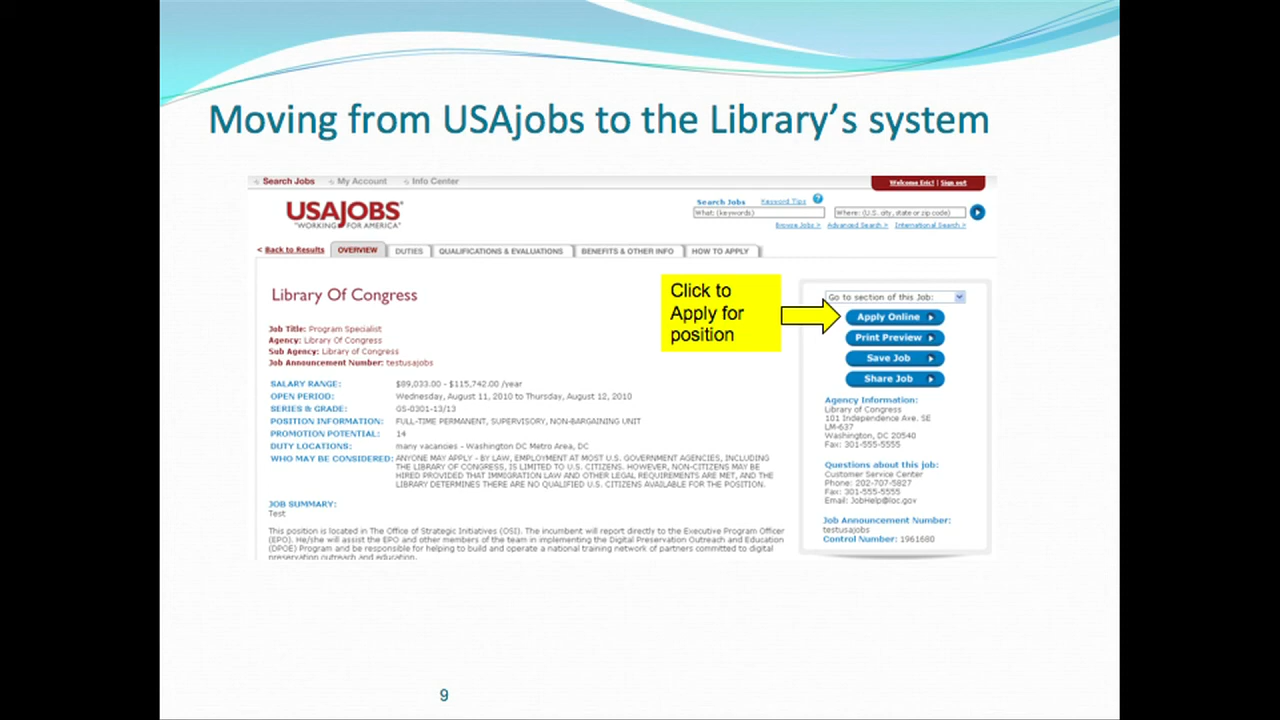 Moving from USAjobs to the Library's system
Search Jobs My Account Info Center
Welcome Eric! | Sign out
USAJOBS
"WORKING FOR AMERICA"
Search Jobs Keyword Tips ?
What: (keywords) Where: (U.S. city, state or zip code)
Browse Jobs > Advanced Search > International Search >
< Back to Results OVERVIEW DUTIES QUALIFICATIONS & EVALUATIONS BENEFITS & OTHER INFO HOW TO APPLY
Library Of Congress
Job Title: Program Specialist
Agency: Library Of Congress
Sub Agency: Library of Congress
Job Announcement Number: testusajobs
SALARY RANGE: $89,033.00 - $115,742.00 /year
OPEN PERIOD: Wednesday, August 11, 2010 to Thursday, August 12, 2010
SERIES & GRADE: GS-0301-13/13
POSITION INFORMATION: FULL-TIME PERMANENT, SUPERVISORY, NON-BARGAINING UNIT
PROMOTION POTENTIAL: 14
DUTY LOCATIONS: many vacancies - Washington DC Metro Area, DC
WHO MAY BE CONSIDERED: ANYONE MAY APPLY - BY LAW, EMPLOYMENT AT MOST U.S. GOVERNMENT AGENCIES, INCLUDING
THE LIBRARY OF CONGRESS, IS LIMITED TO U.S. CITIZENS. HOWEVER, NON-CITIZENS MAY BE
HIRED PROVIDED THAT IMMIGRATION LAW AND OTHER LEGAL REQUIREMENTS ARE MET, AND THE
LIBRARY DETERMINES THERE ARE NO QUALIFIED U.S. CITIZENS AVAILABLE FOR THE POSITION.
JOB SUMMARY:
Test
This position is located in The Office of Strategic Initiatives (OSI). The incumbent will report directly to the Executive Program Officer
(EPO). He/she will assist the EPO and other members of the team in implementing the Digital Preservation Outreach and Education
(DPOE) Program and be responsible for helping to build and operate a national training network of partners committed to digital
preservation outreach and education.
Click to
Apply for
position
Go to section of this Job:
Apply Online
Print Preview
Save Job
Share Job
Agency Information:
Library of Congress
101 Independence Ave. SE
LM-637
Washington, DC 20540
Fax: 301-555-5555
Questions about this job:
Customer Service Center
Phone: 202-707-5827
Fax: 301-555-5555
Email: JobHelp@loc.gov
Job Announcement Number:
testusajobs
Control Number: 1961680
9